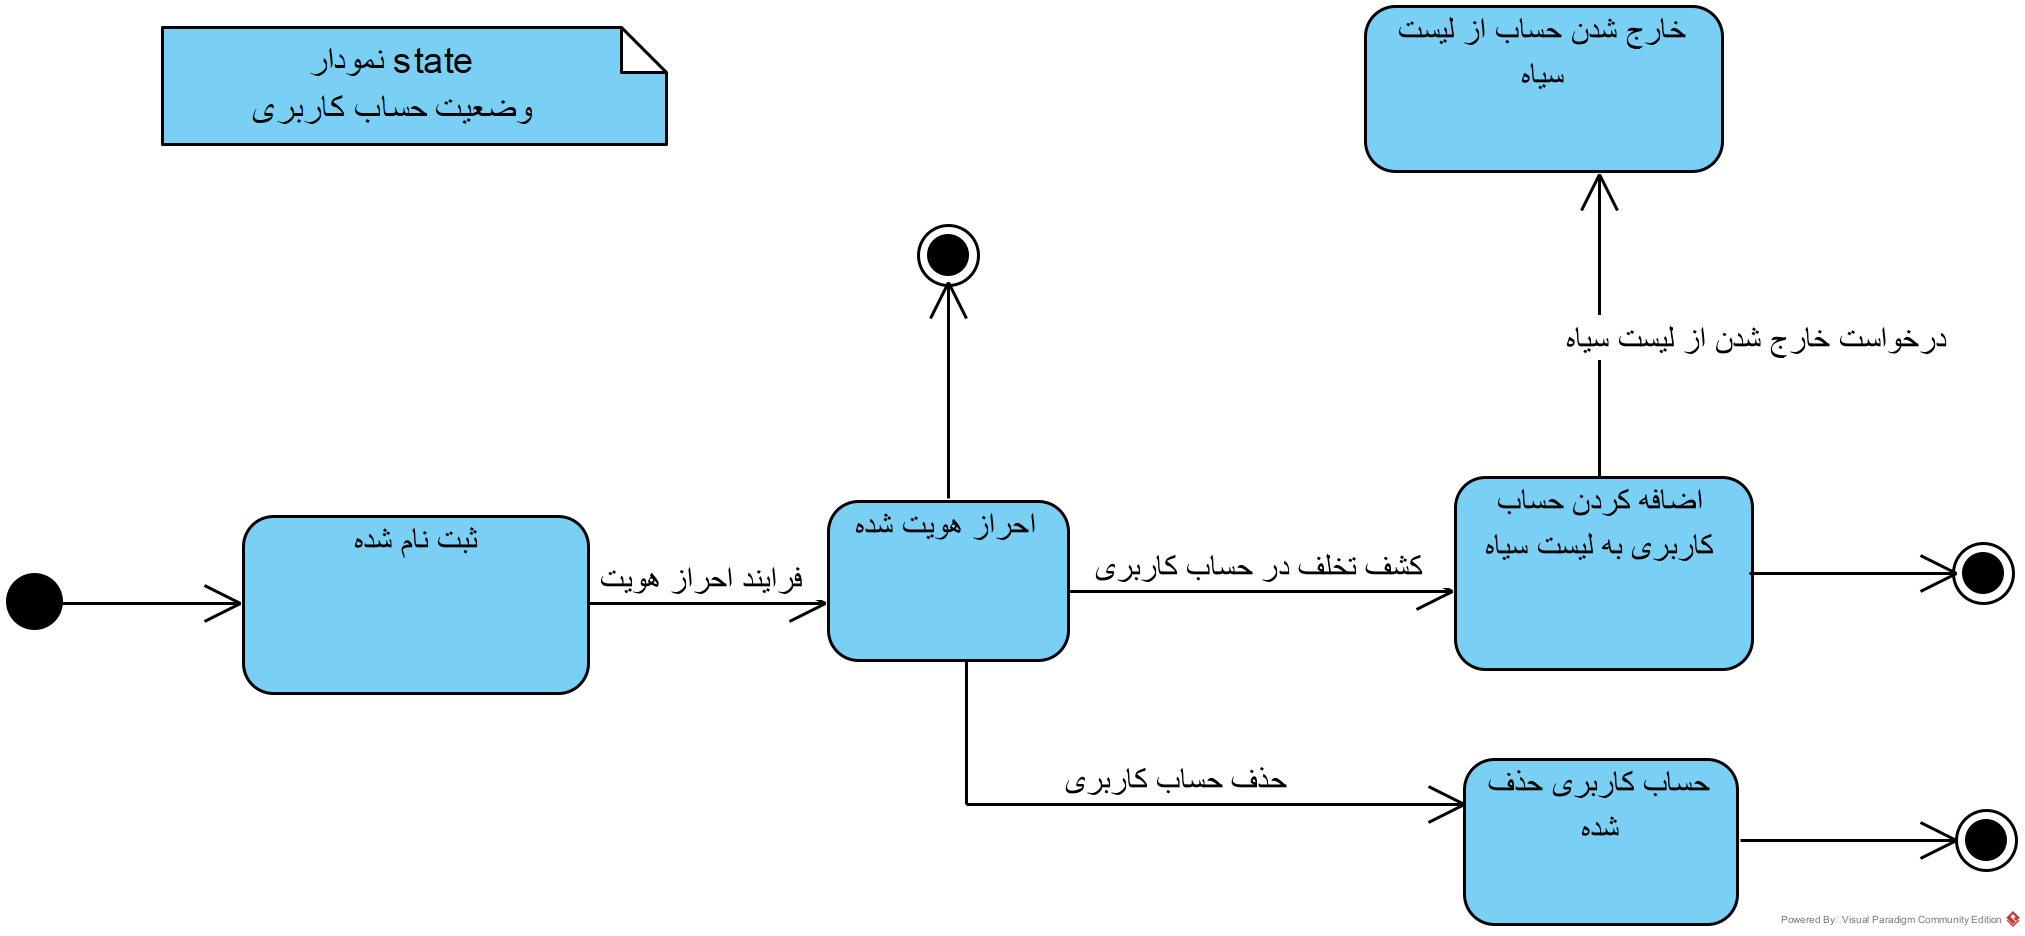 نمودار state
وضعیت حساب کاربری
خارج شدن حساب از لیست
سیاه
درخواست خارج شدن از لیست سیاه
ثبت نام شده
فرایند احراز هویت
احراز هویت شده
کشف تخلف در حساب کاربری
اضافه کردن حساب
کاربری به لیست سیاه
حذف حساب کاربری
حساب کاربری حذف
شده
Powered By Visual Paradigm Community Edition